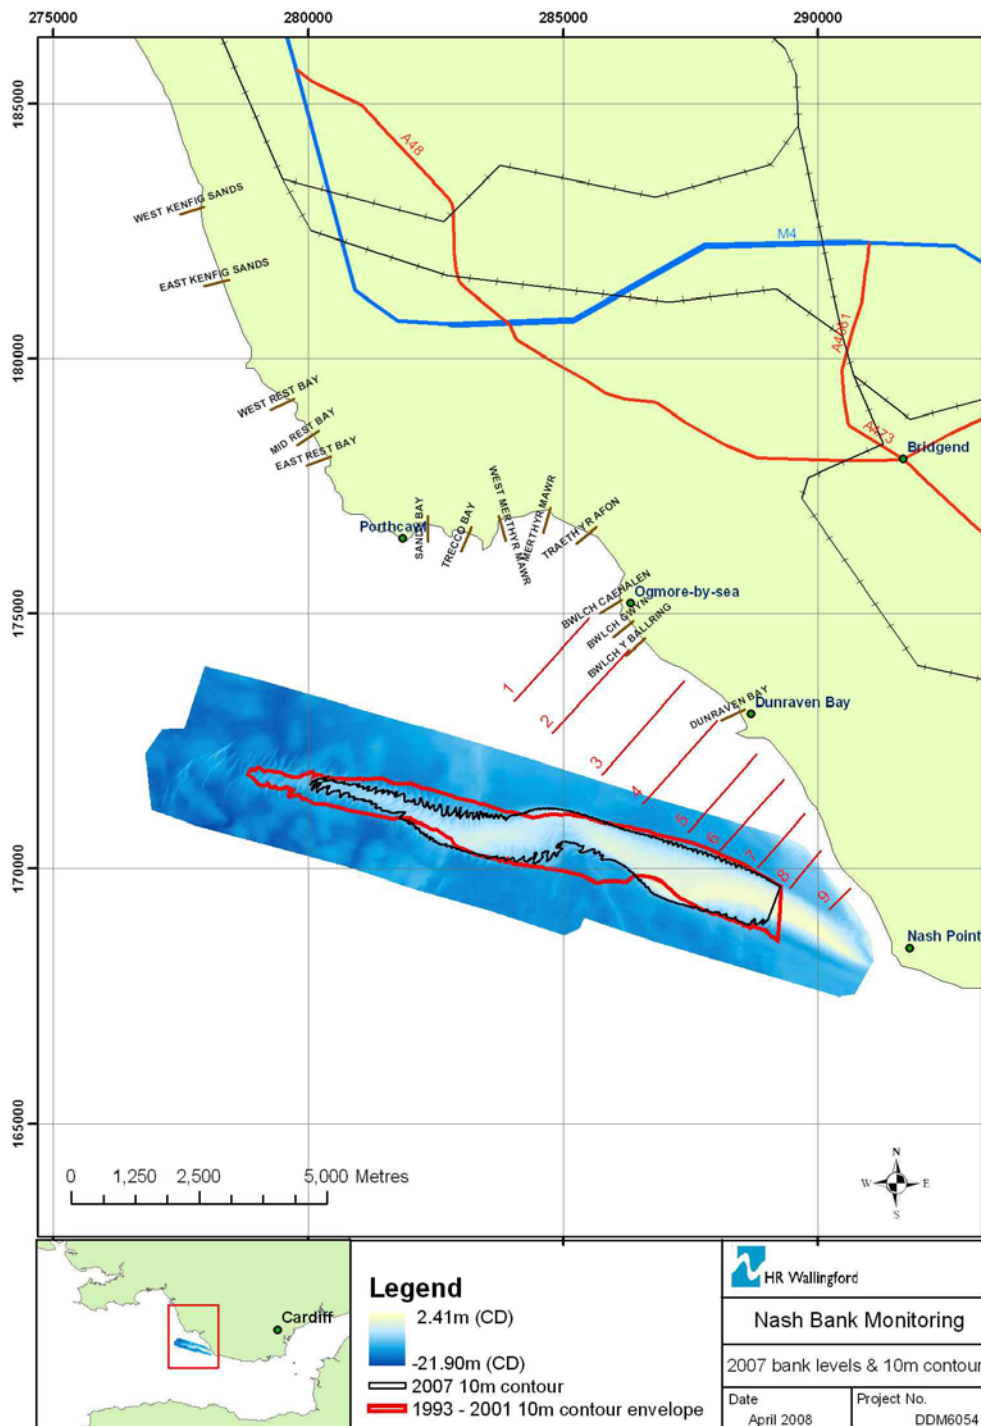 275000
280000
285000
290000
185000
180000
175000
170000
165000
A48
M4
A4061
A473
Bridgend
WEST KENFIG SANDS
EAST KENFIG SANDS
WEST REST BAY
MID REST BAY
EAST REST BAY
Porthcawl
SANDY BAY
TRECCO BAY
WEST MERTHYR MAWR
MERTHYR MAWR
TRAETH YR AFON
BWLCH CAEHALEN
Ogmore-by-sea
BWLCH GWYN
BWLCH Y BALLRING
DUNRAVEN BAY
Dunraven Bay
1
2
3
4
5
6
7
8
9
Nash Point
0 1,250 2,500 5,000 Metres
N
W E
S
Cardiff
Legend
2.41m (CD)
-21.90m (CD)
2007 10m contour
1993 - 2001 10m contour envelope
HR Wallingford
Nash Bank Monitoring
2007 bank levels & 10m contour
Date
April 2008
Project No.
DDM6054